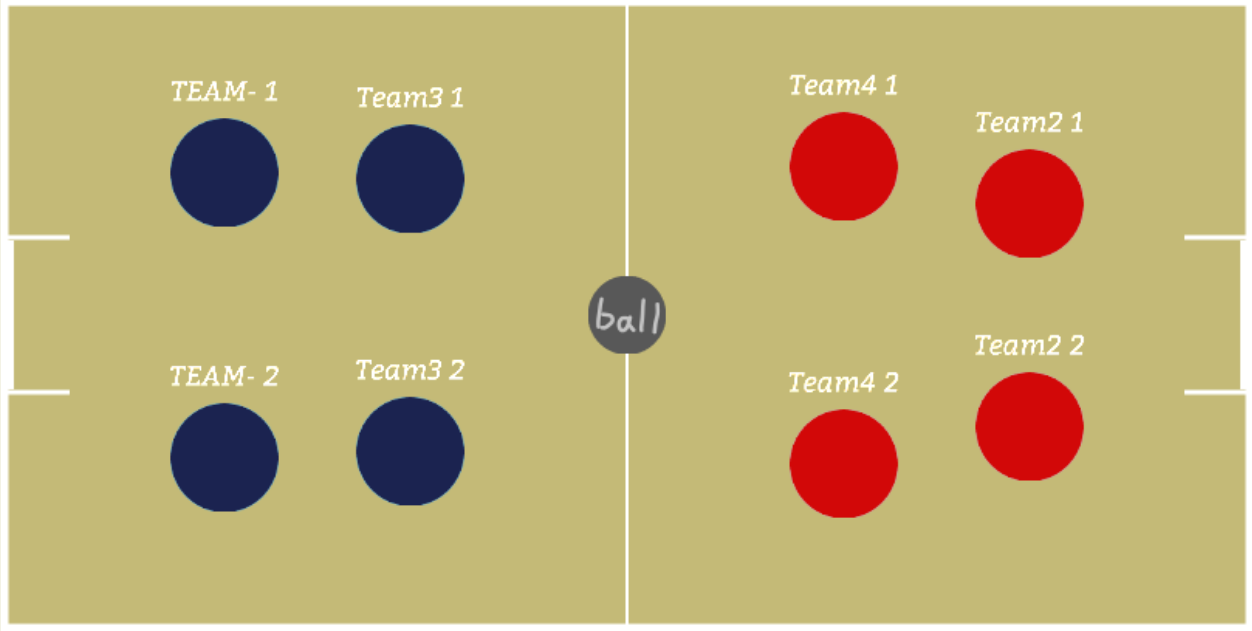 TEAM- 1
Team3 1
Team4 1
Team2 1
ball
TEAM- 2
Team3 2
Team4 2
Team2 2